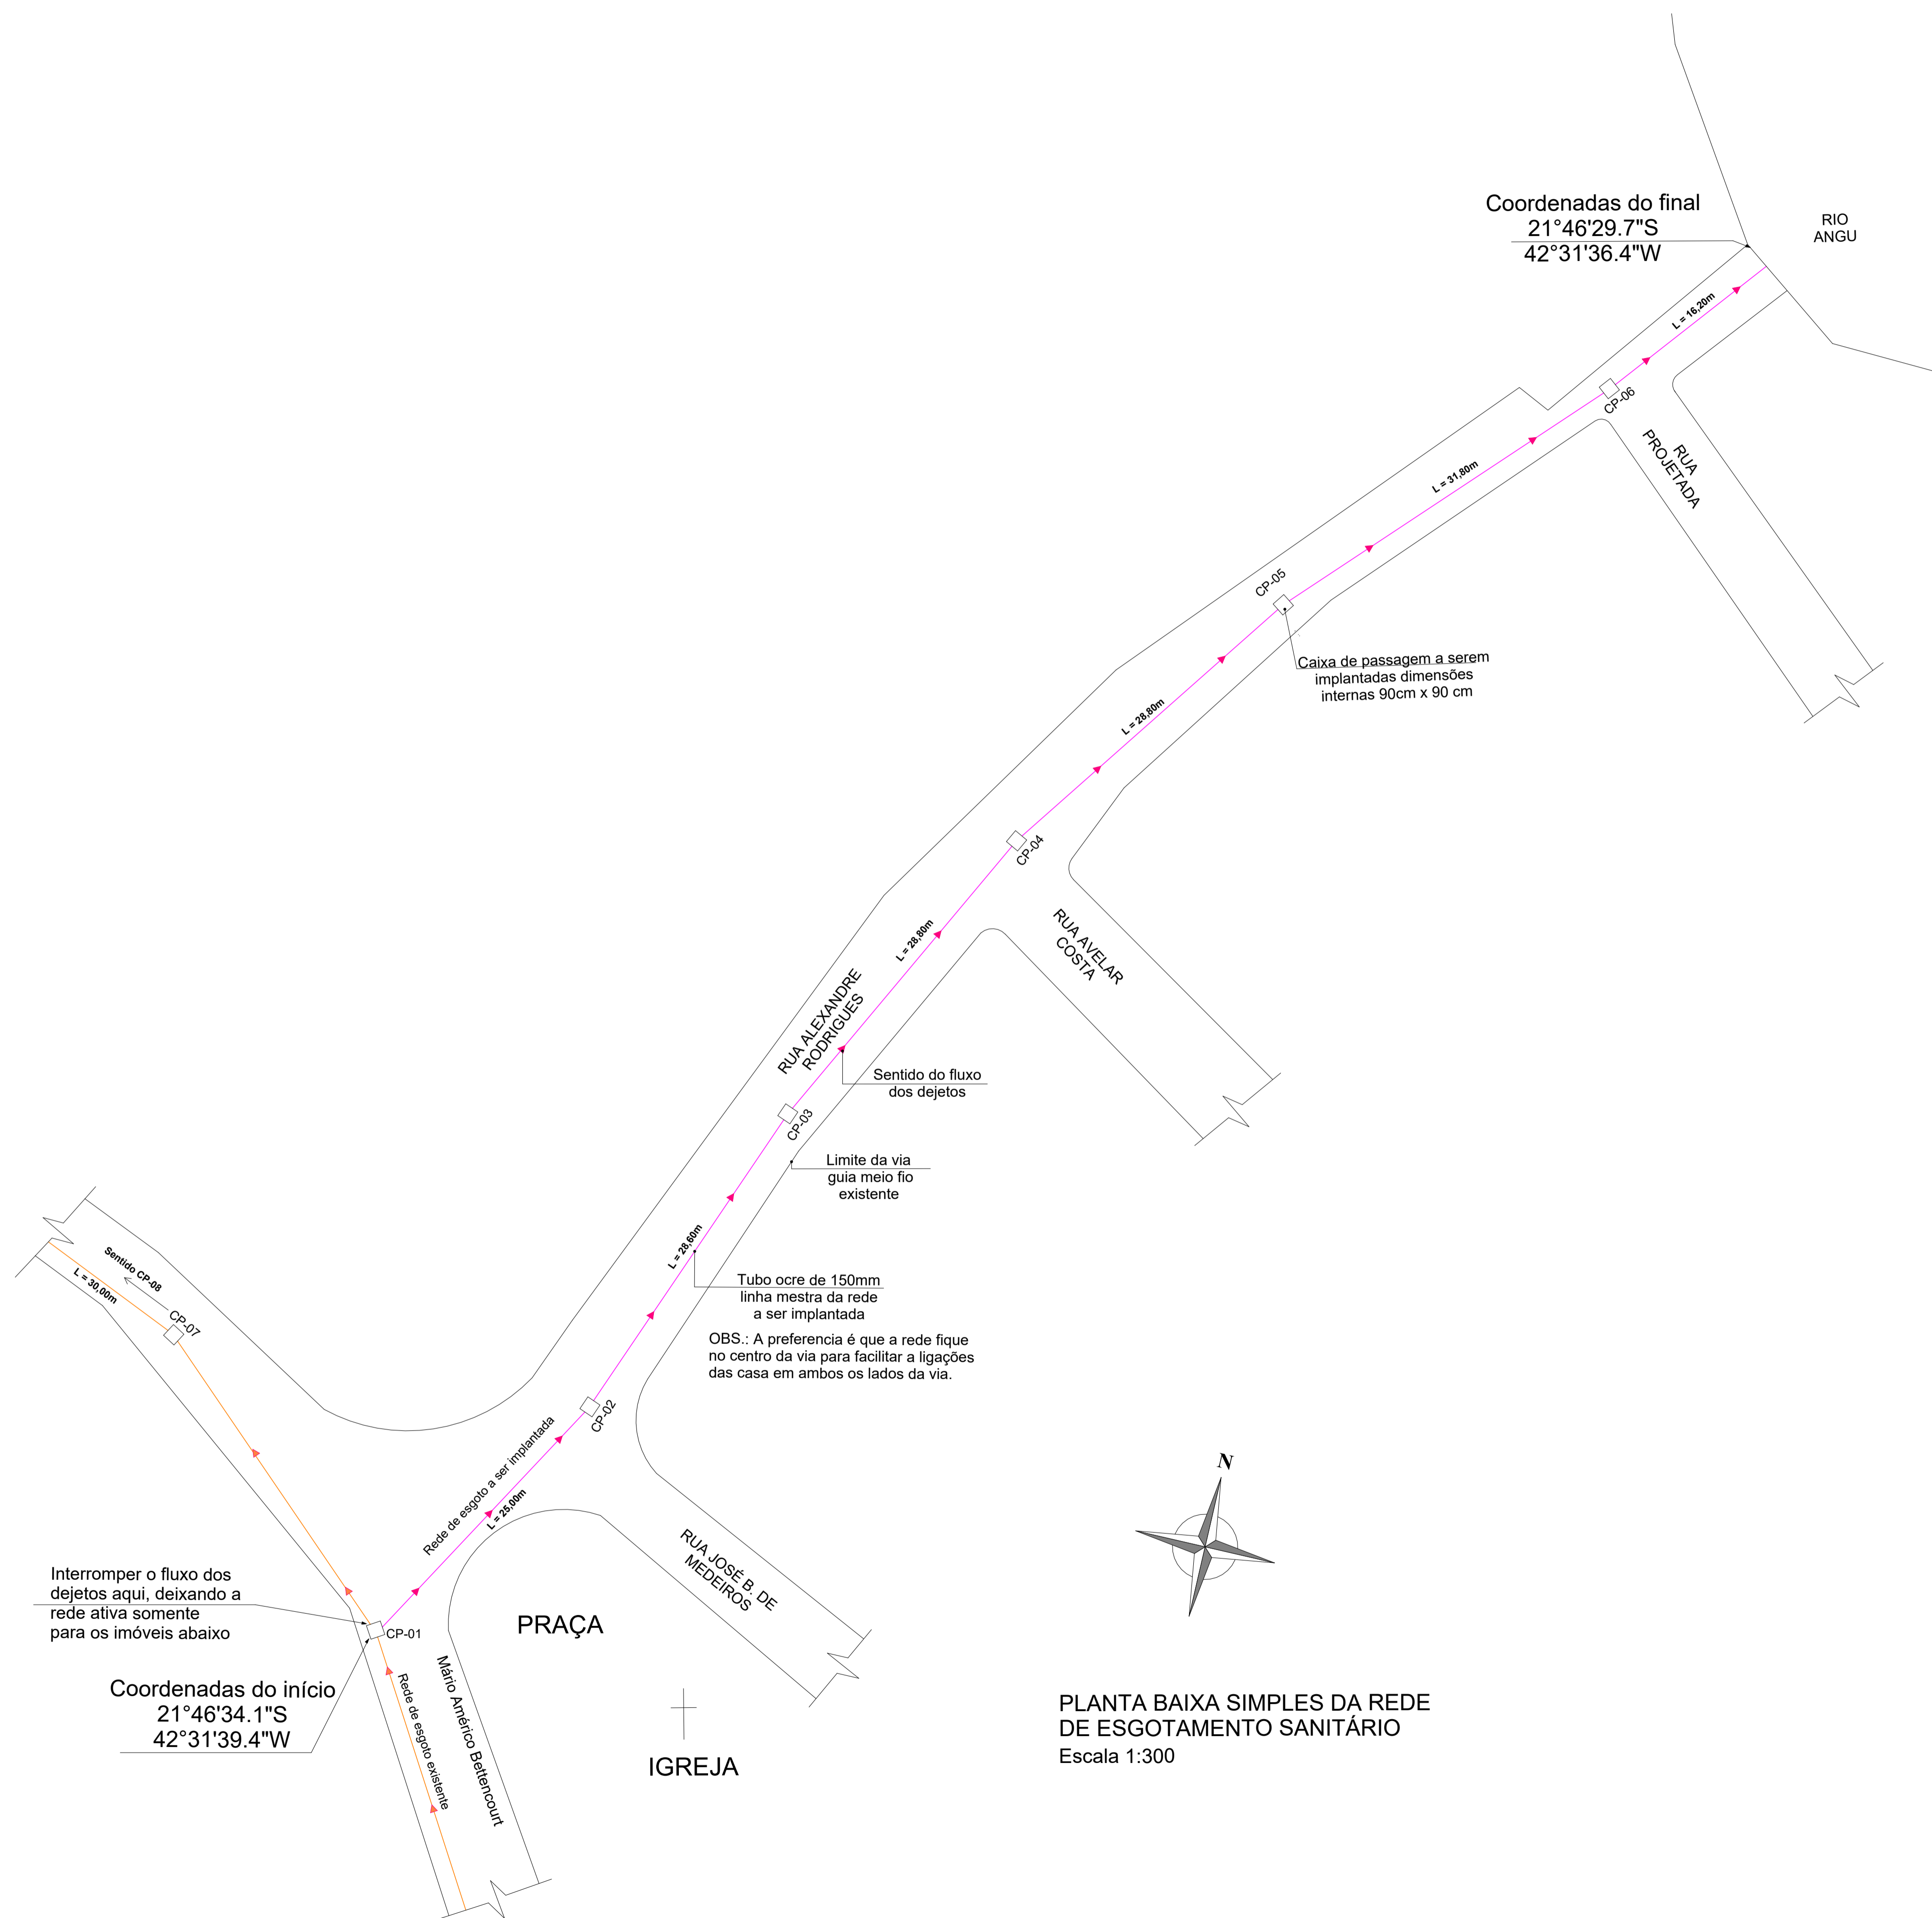 Coordenadas do final
21°46'29.7"S
42°31'36.4"W
RIO
ANGU
L = 16,20m
CP-06
RUA
PROJETADA
L = 31,80m
CP-05
Caixa de passagem a serem
implantadas dimensões
internas 90cm x 90 cm
L = 28,80m
CP-04
RUA AVELAR
COSTA
L = 28,80m
RUA ALEXANDRE
RODRIGUES
Sentido do fluxo
dos dejetos
CP-03
Limite da via
guia meio fio
existente
L = 28,60m
Tubo ocre de 150mm
linha mestra da rede
a ser implantada
OBS.: A preferencia é que a rede fique
no centro da via para facilitar a ligações
das casa em ambos os lados da via.
Sentido CP-08
L = 30,00m
CP-07
CP-02
Rede de esgoto a ser implantada
L = 25,00m
N
RUA JOSÉ B. DE
MEDEIROS
Interromper o fluxo dos
dejetos aqui, deixando a
rede ativa somente
para os imóveis abaixo
CP-01
PRAÇA
Coordenadas do início
21°46'34.1"S
42°31'39.4"W
Rede de esgoto existente
Mário Américo Bettencourt
IGREJA
PLANTA BAIXA SIMPLES DA REDE
DE ESGOTAMENTO SANITÁRIO
Escala 1:300